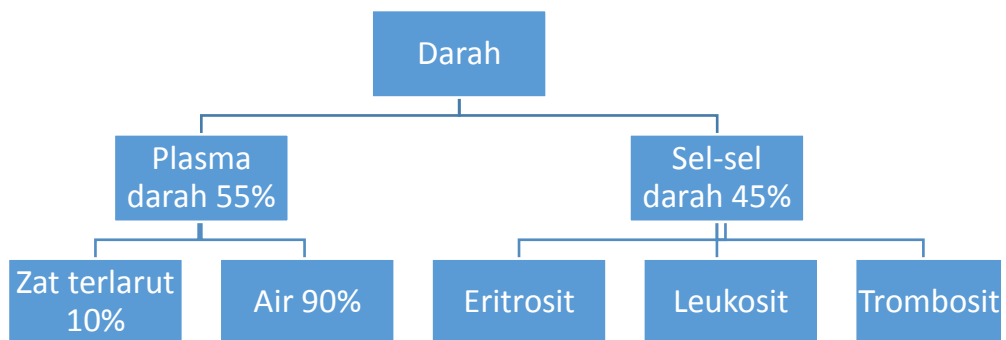 Darah
Plasma
darah 55%
Sel-sel
darah 45%
Zat terlarut
10%
Air 90%
Eritrosit
Leukosit
Trombosit